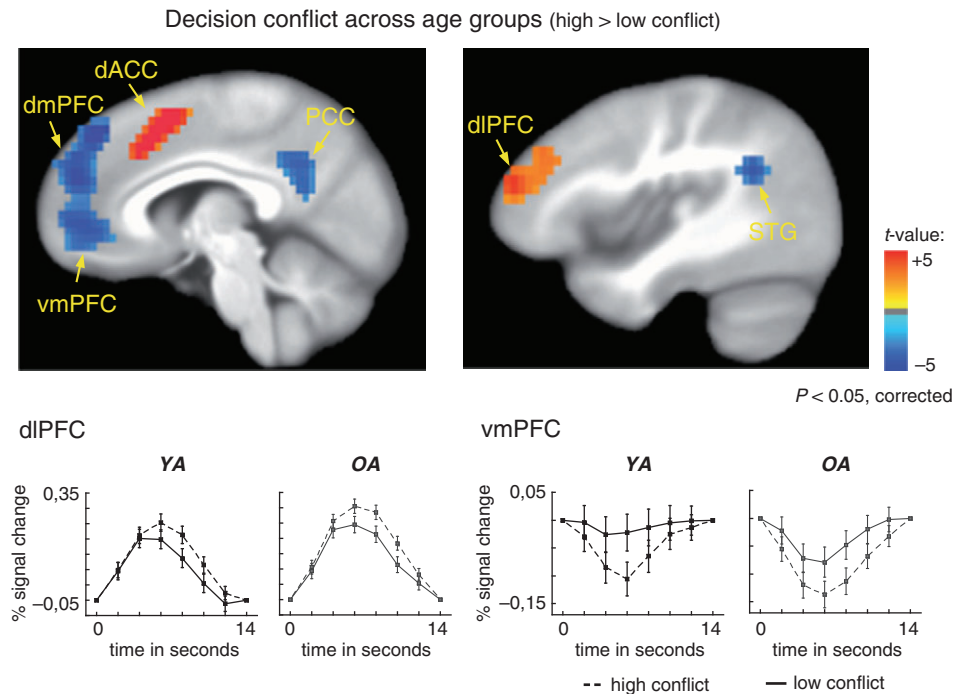 Decision conflict across age groups (high > low conflict)
dACC
dmPFC
PCC
vmPFC
dlPFC
STG
t-value:
+5
–5
P < 0.05, corrected
dlPFC
YA
OA
% signal change
0,35
–0,05
0
14
time in seconds
0
14
time in seconds
vmPFC
YA
OA
% signal change
0,05
–0.15
0
14
time in seconds
0
14
time in seconds
high conflict
low conflict